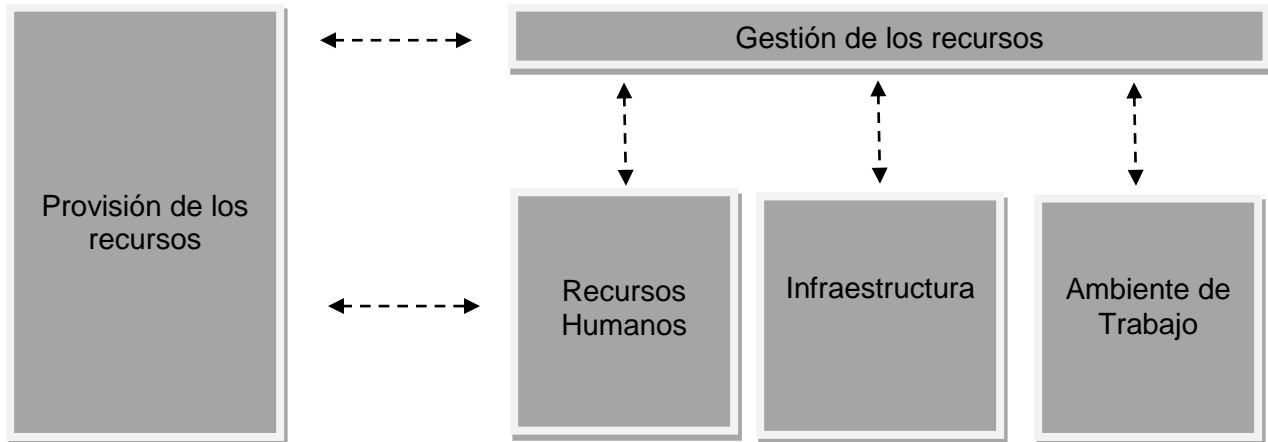 Gestión de los recursos
Provisión de los
recursos
Recursos
Humanos
Infraestructura
Ambiente de
Trabajo